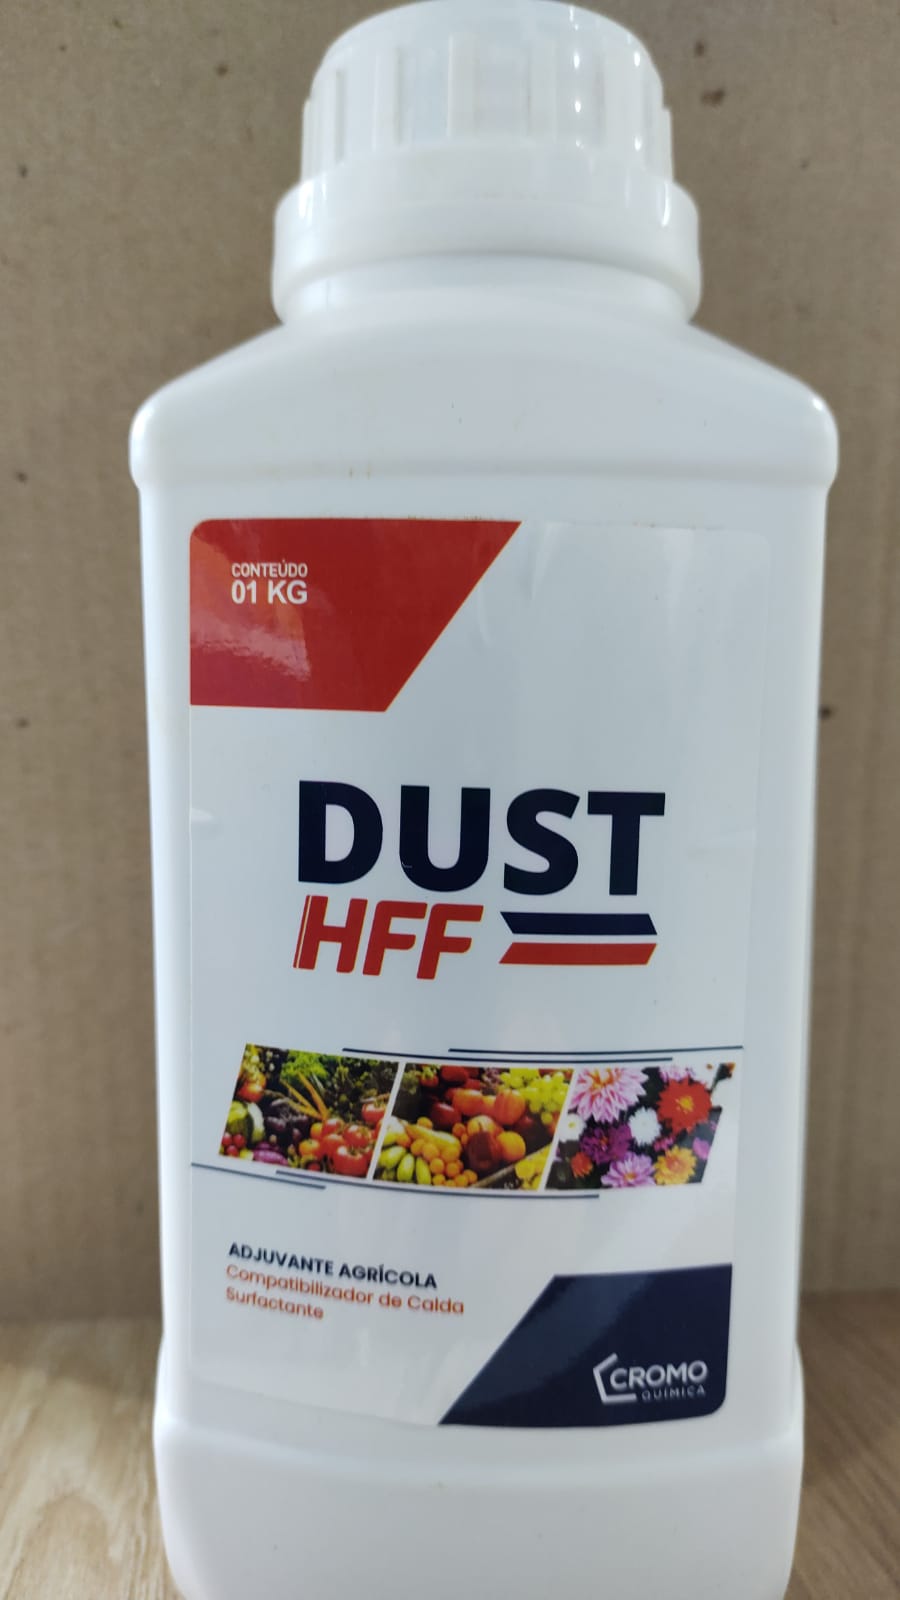 CONTEÚDO
01 KG
DUST
HFF
ADJUVANTE AGRÍCOLA
Compatibilizador de Calda
Surfactante
CROMO
QUÍMICA